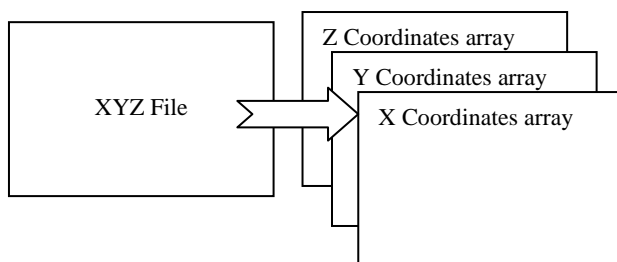 Z Coordinates array
Y Coordinates array
XYZ File
X Coordinates array